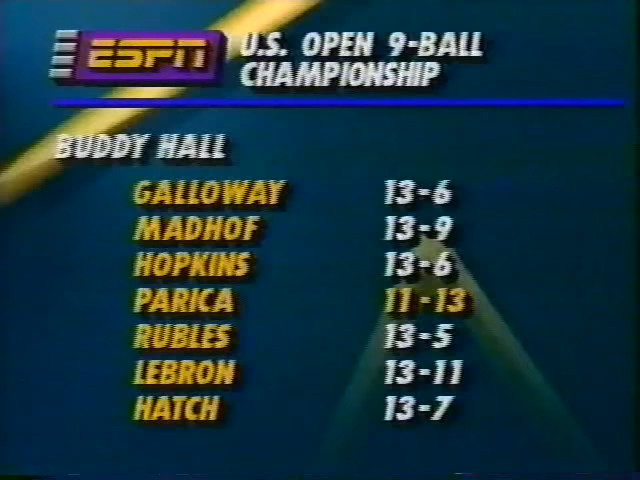 ESPN
U.S. OPEN 9-BALL
CHAMPIONSHIP
BUDDY HALL
GALLOWAY 13-6
MADHOF 13-9
HOPKINS 13-6
PARICA 11-13
RUBLES 13-5
LEBRON 13-11
HATCH 13-7